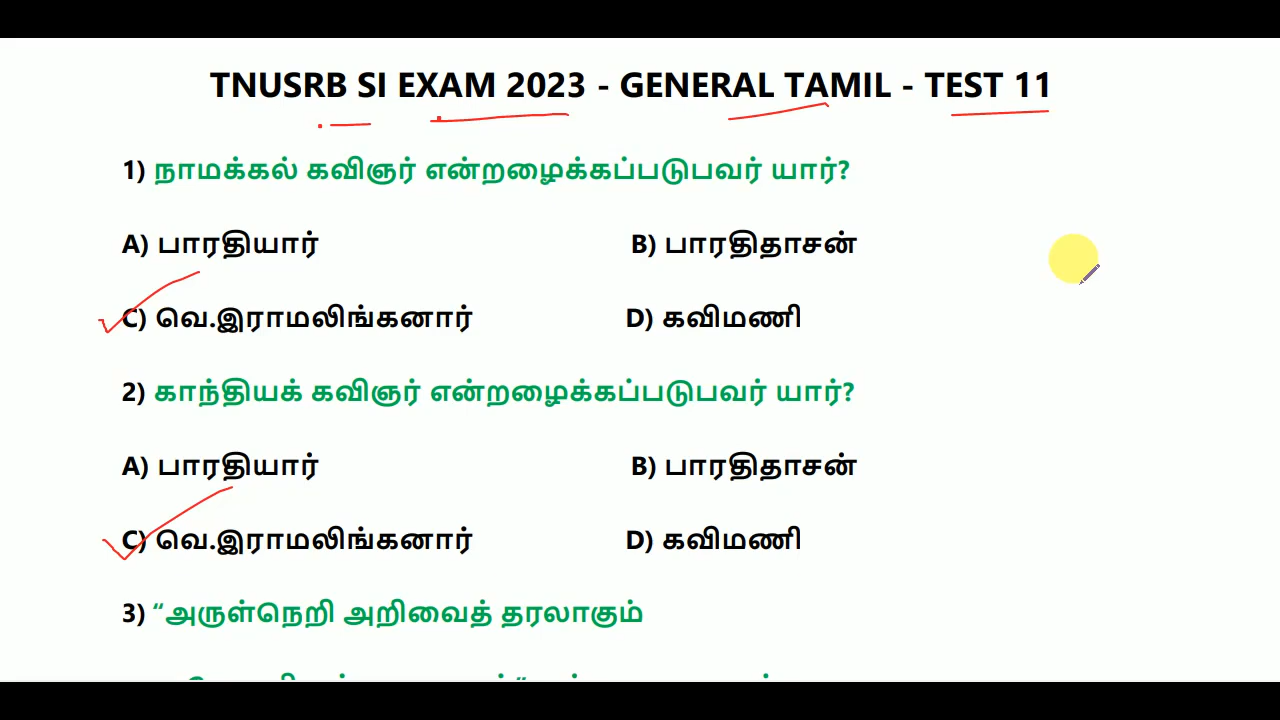 TNUSRB SI EXAM 2023 - GENERAL TAMIL - TEST 11
1) நாமக்கல் கவிஞர் என்றழைக்கப்படுபவர் யார்?
A) பாரதியார் B) பாரதிதாசன்
C) வெ.இராமலிங்கனார் D) கவிமணி
2) காந்தியக் கவிஞர் என்றழைக்கப்படுபவர் யார்?
A) பாரதியார் B) பாரதிதாசன்
C) வெ.இராமலிங்கனார் D) கவிமணி
3) “அருள்நெறி அறிவைத் தரலாகும்